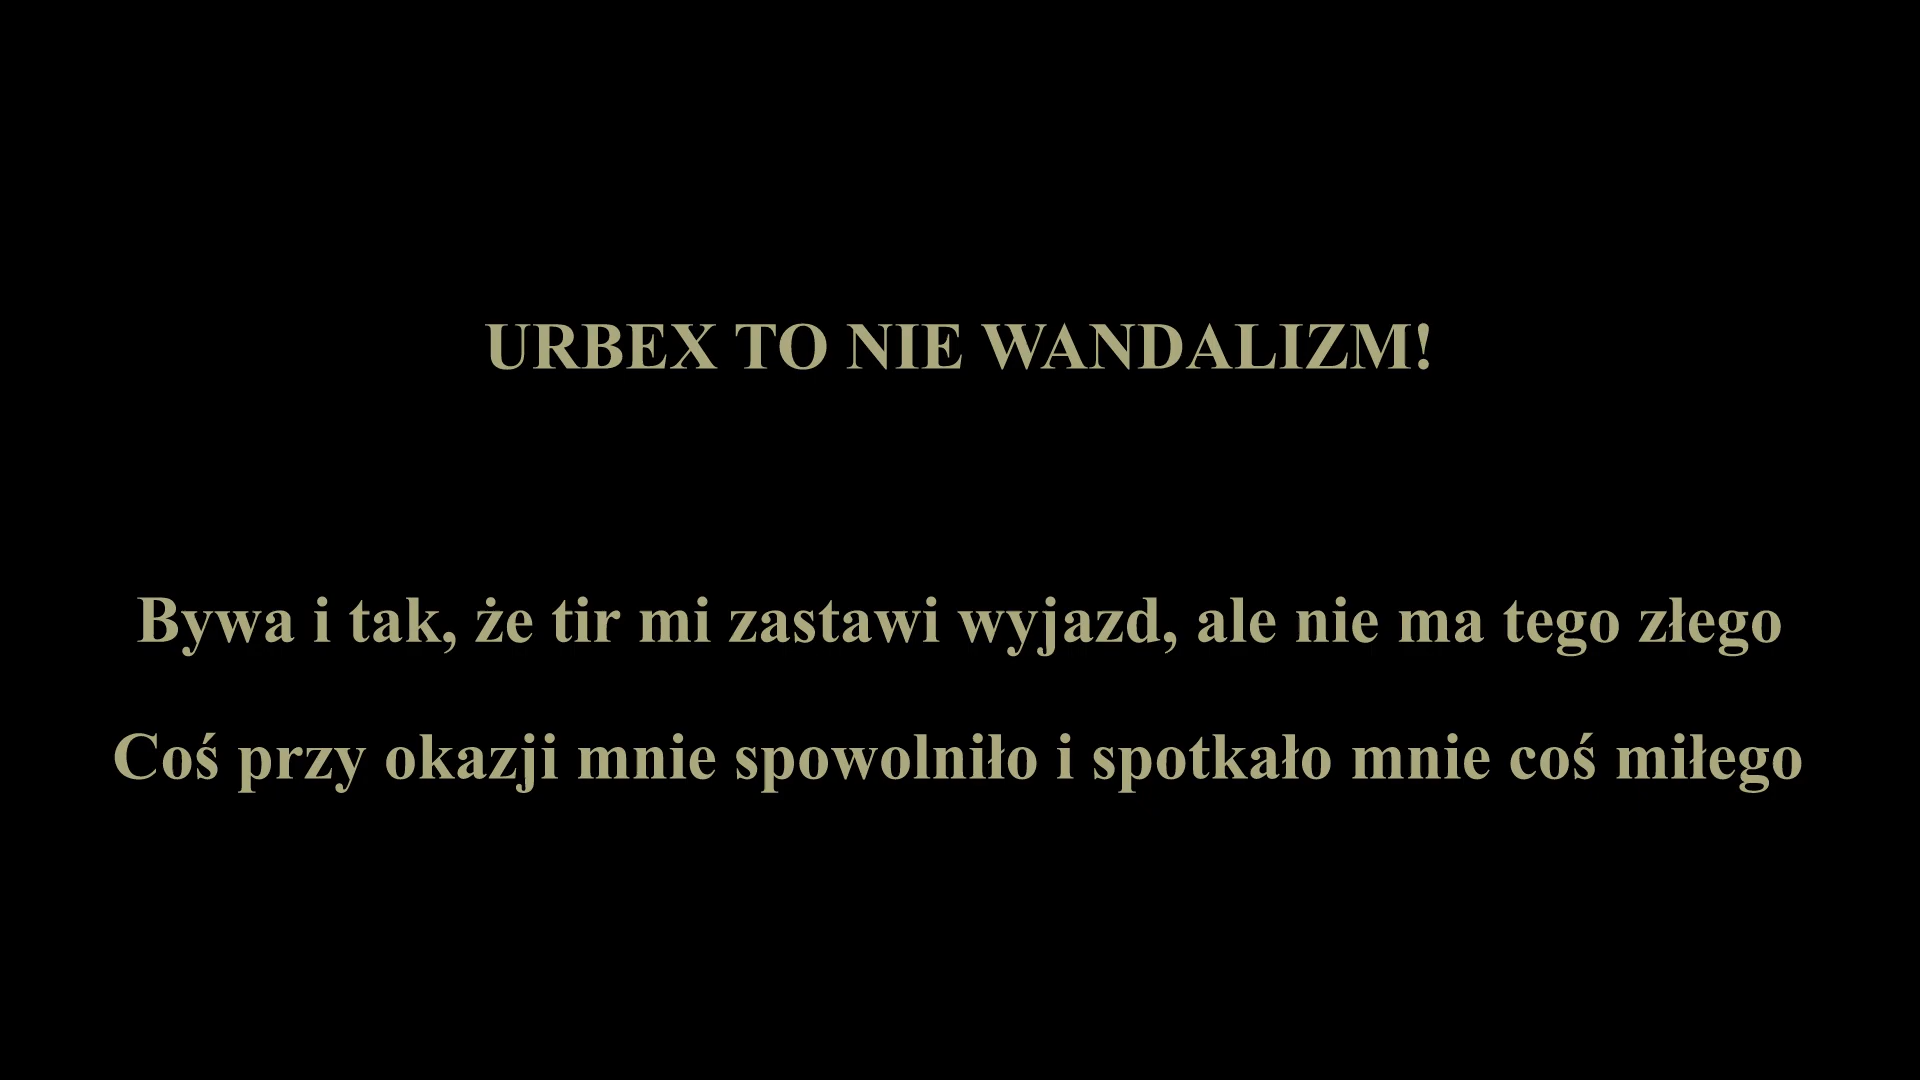 URBEX TO NIE WANDALIZM!
Bywa i tak, że tir mi zastawi wyjazd, ale nie ma tego złego
Coś przy okazji mnie spowolniło i spotkało mnie coś miłego